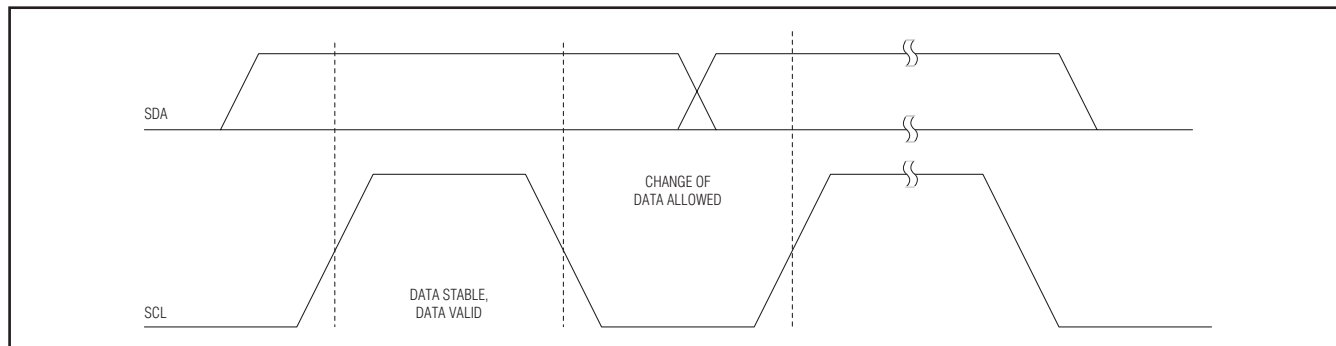 SDA
CHANGE OF
DATA ALLOWED
DATA STABLE,
DATA VALID
SCL